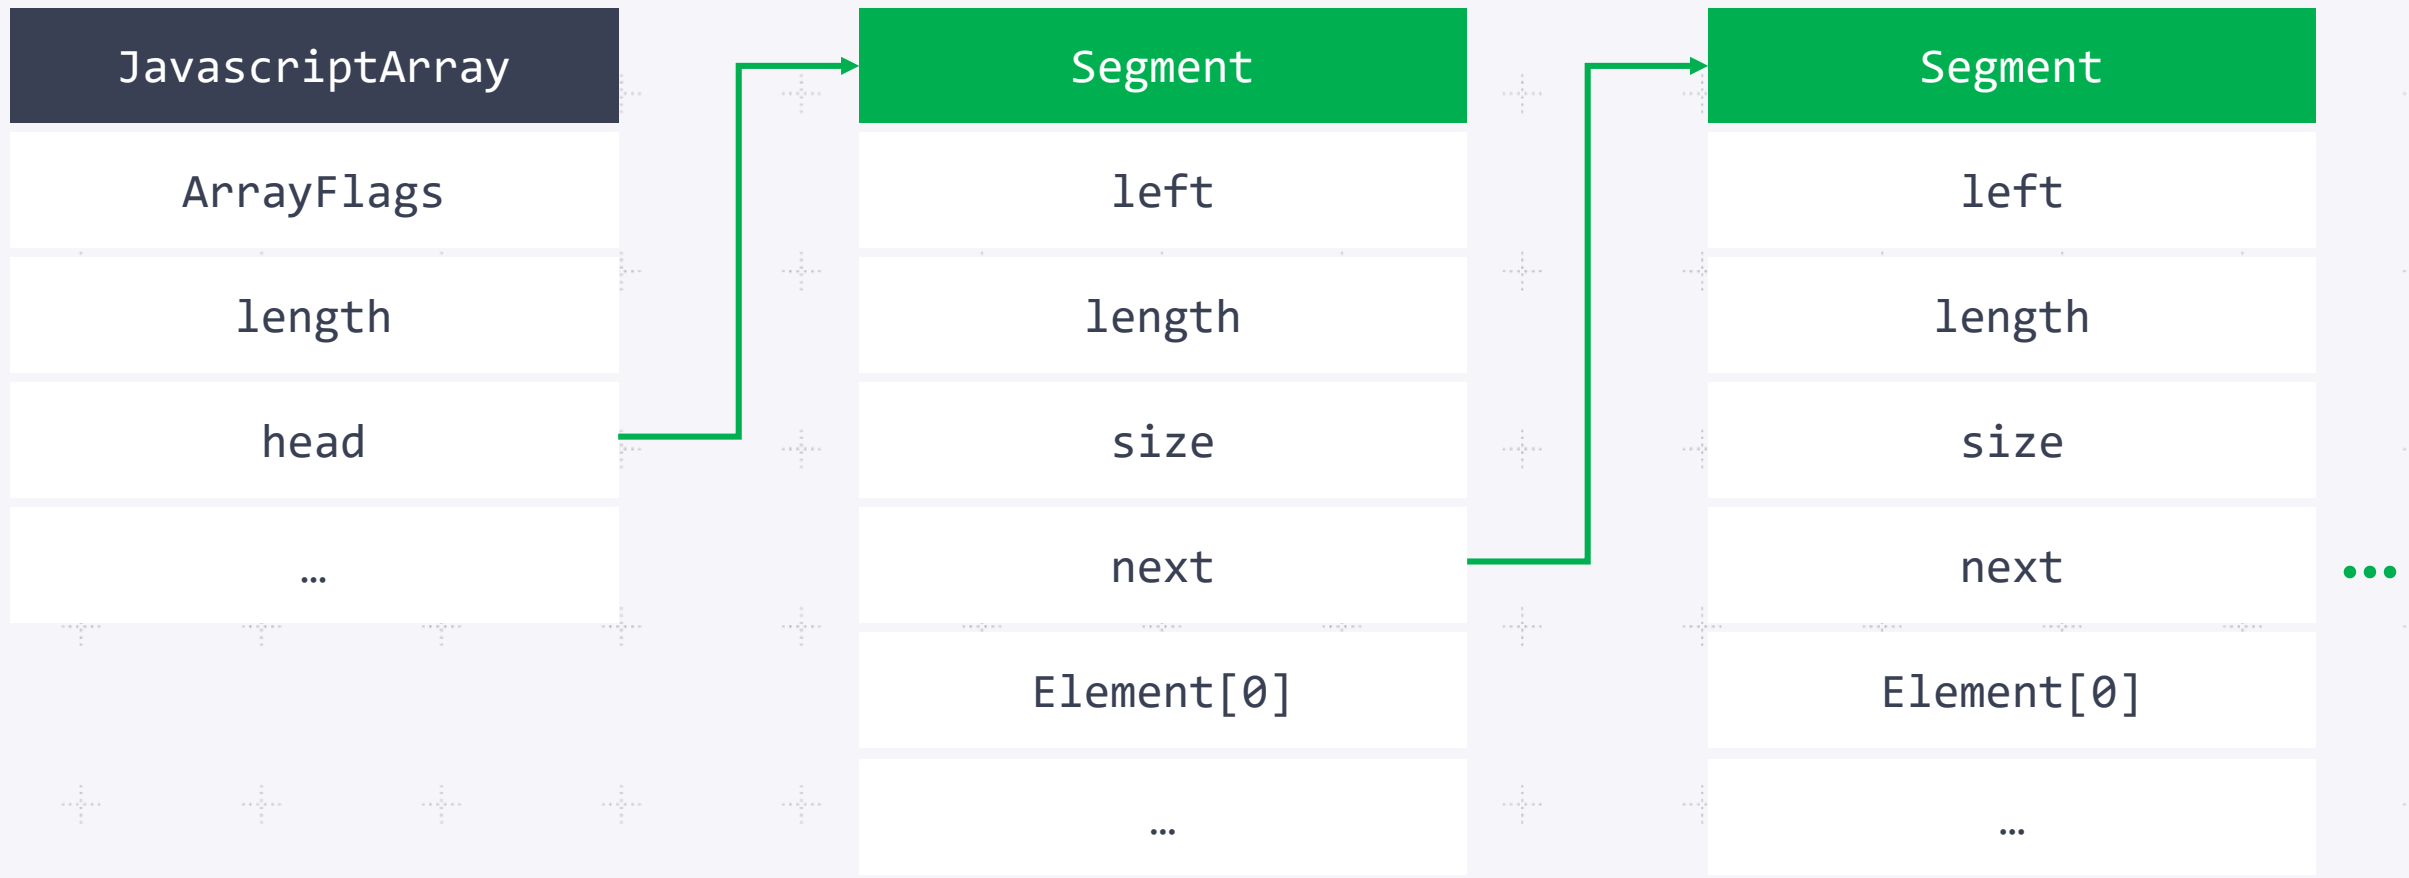 JavascriptArray
ArrayFlags
length
head
…
Segment
left
length
size
next
Element[0]
…
Segment
left
length
size
next
Element[0]
…
…